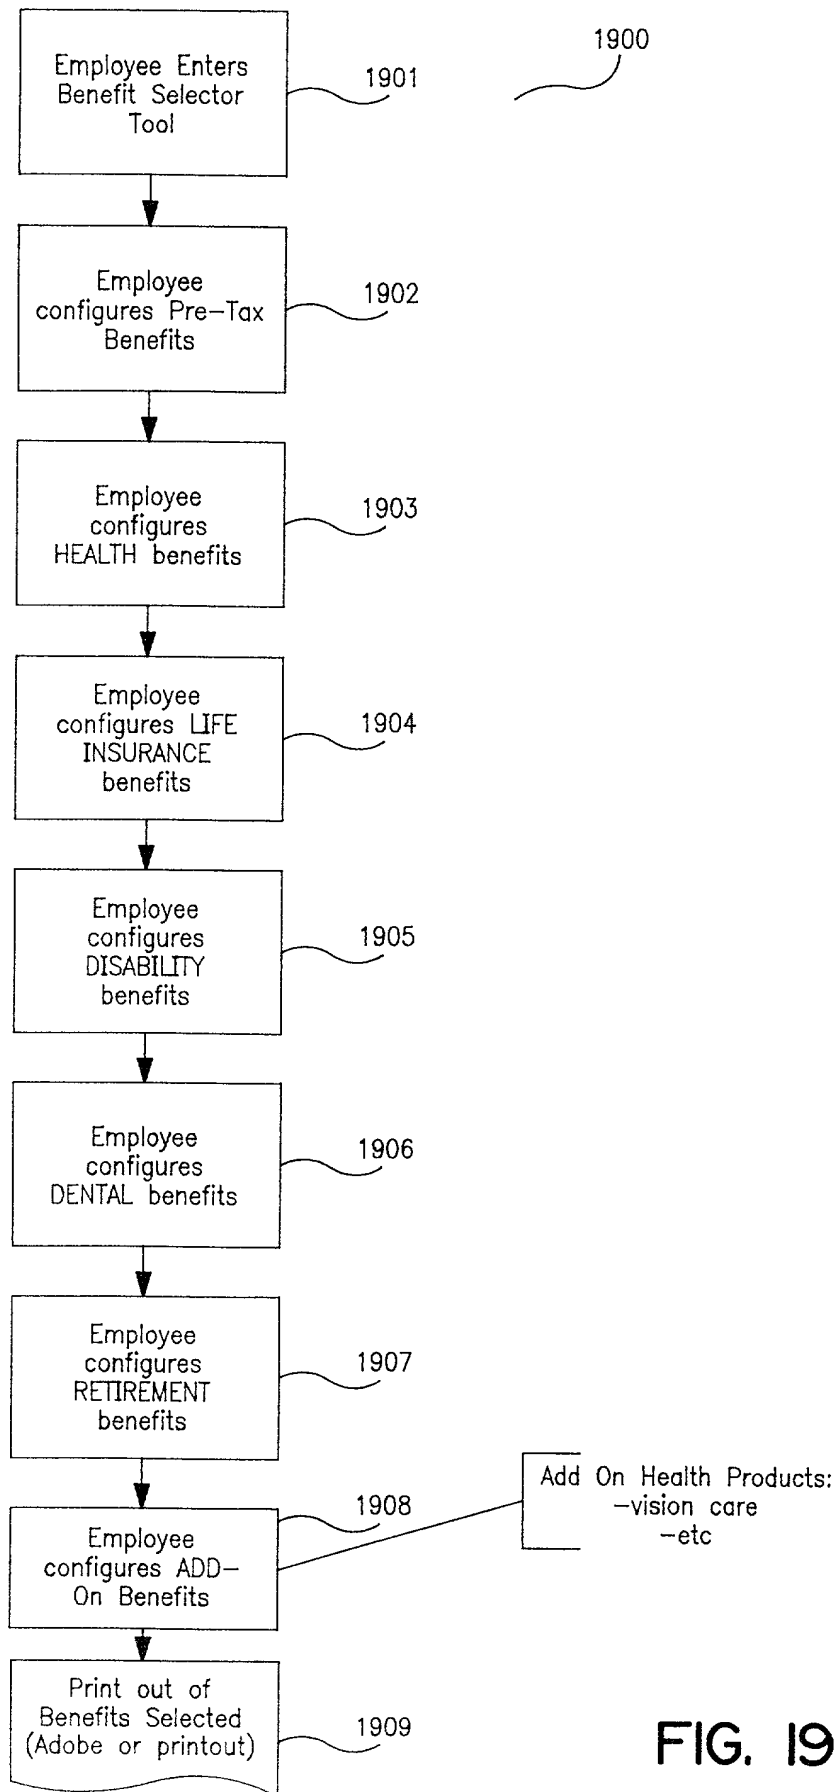 Employee Enters
Benefit Selector
Tool
1901
1900
Employee
configures Pre-Tax
Benefits
1902
Employee
configures
HEALTH benefits
1903
Employee
configures LIFE
INSURANCE
benefits
1904
Employee
configures
DISABILITY
benefits
1905
Employee
configures
DENTAL benefits
1906
Employee
configures
RETIREMENT
benefits
1907
Employee
configures ADD-
On Benefits
1908
Add On Health Products:
-vision care
-etc
Print out of
Benefits Selected
(Adobe or printout)
1909
FIG. 19